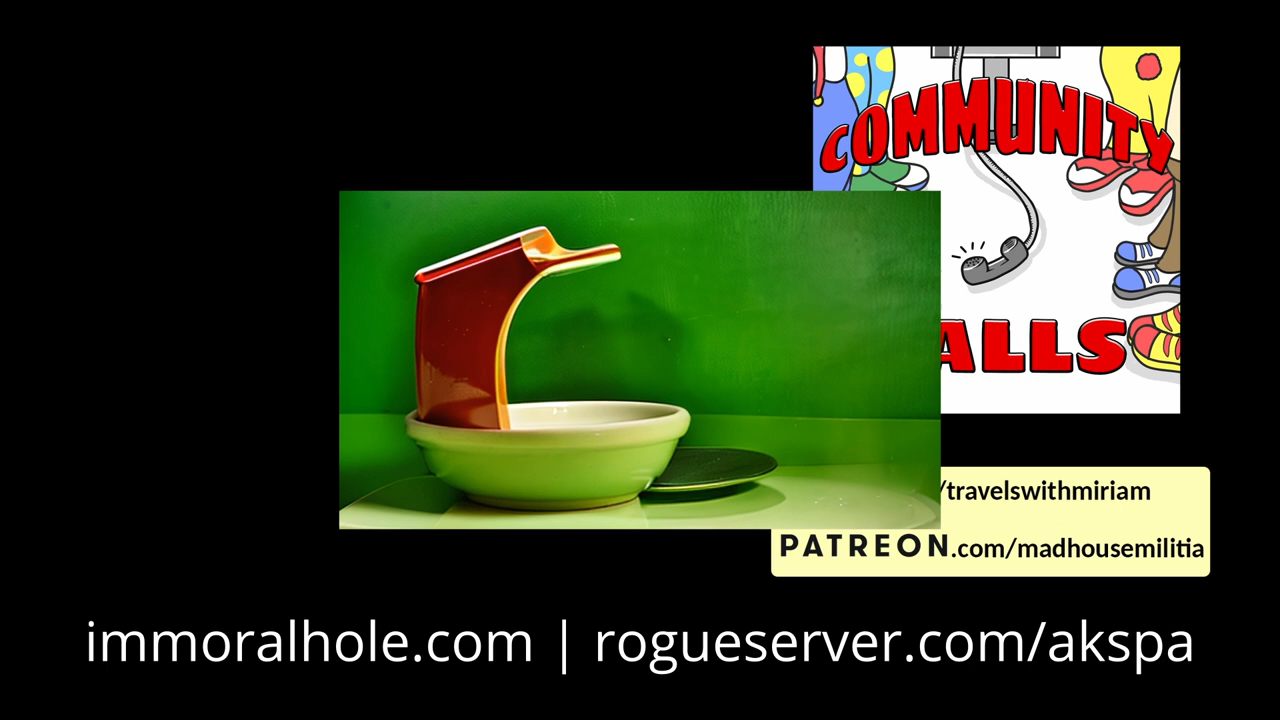 COMMUNITY
ALLS
/travelswithmiriam
PATREON.com/madhousemilitia
immoralhole.com | rogueserver.com/akspa